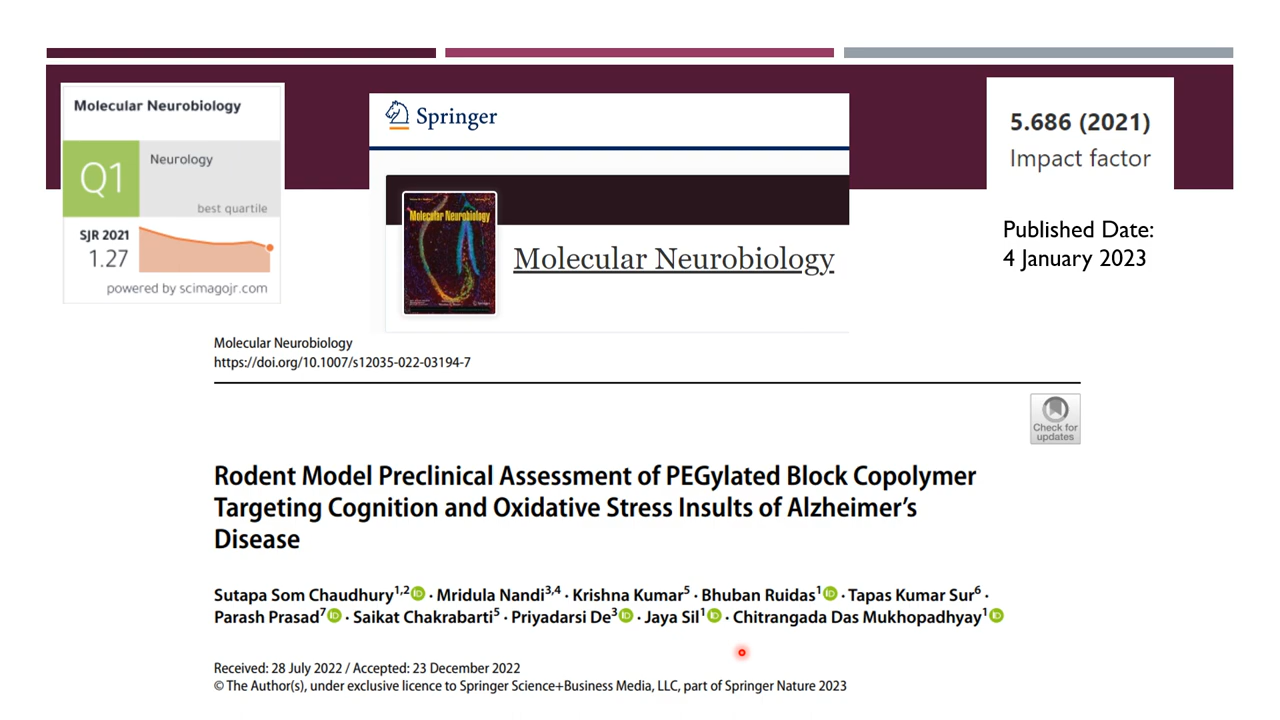 Molecular Neurobiology
Q1
Neurology
best quartile
SJR 2021
1.27
powered by scimagojr.com
Springer
Molecular Neurobiology
Molecular Neurobiology
5.686 (2021)
Impact factor
Published Date:
4 January 2023
Molecular Neurobiology
https://doi.org/10.1007/s12035-022-03194-7
Check for
updates
Rodent Model Preclinical Assessment of PEGylated Block Copolymer
Targeting Cognition and Oxidative Stress Insults of Alzheimer’s
Disease
Sutapa Som Chaudhury1,2 · Mridula Nandi3,4 · Krishna Kumar5 · Bhuban Ruidas1 · Tapas Kumar Sur6 ·
Parash Prasad7 · Saikat Chakrabarti5 · Priyadarsi De3 · Jaya Sil1 · Chitrangada Das Mukhopadhyay1
Received: 28 July 2022 / Accepted: 23 December 2022
© The Author(s), under exclusive licence to Springer Science+Business Media, LLC, part of Springer Nature 2023